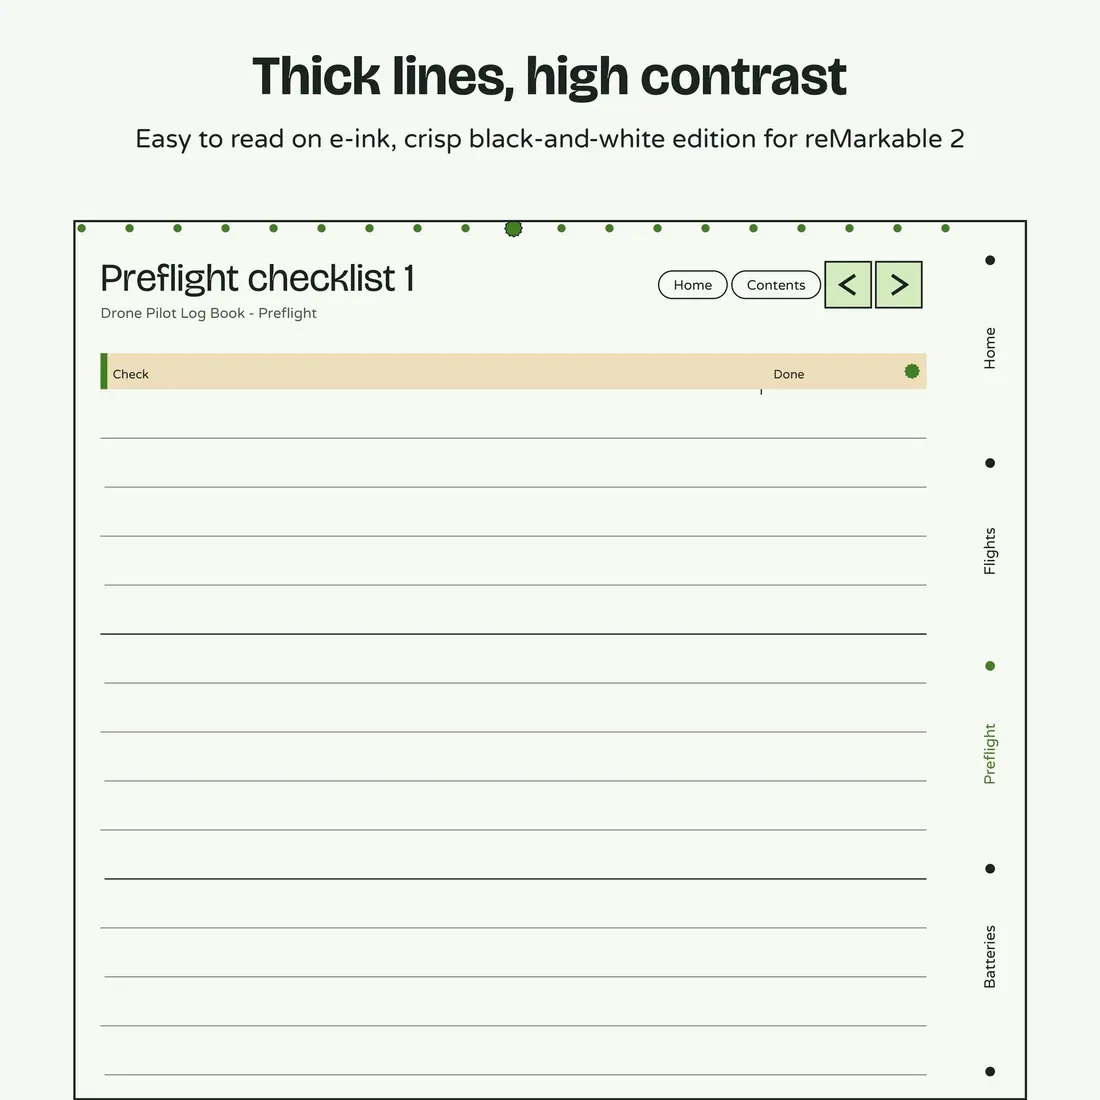 Thick lines, high contrast
Easy to read on e-ink, crisp black-and-white edition for reMarkable 2
Preflight checklist 1
Drone Pilot Log Book - Preflight
Home
Contents
Check
Done
Home
Flights
Preflight
Batteries